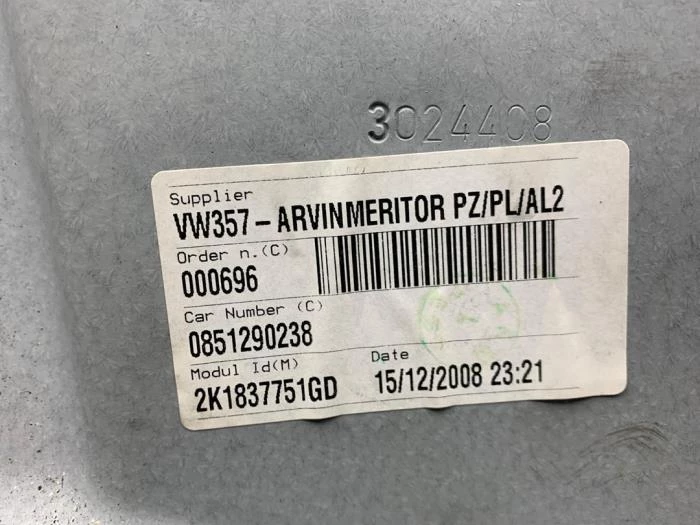 3024408
Supplier
VW357-ARVINMERITOR PZ/PL/AL2
Order n.(C)
000696
Car Number (C)
0851290238
Modul Id(M)
2K1837751GD
Date
15/12/2008 23:21